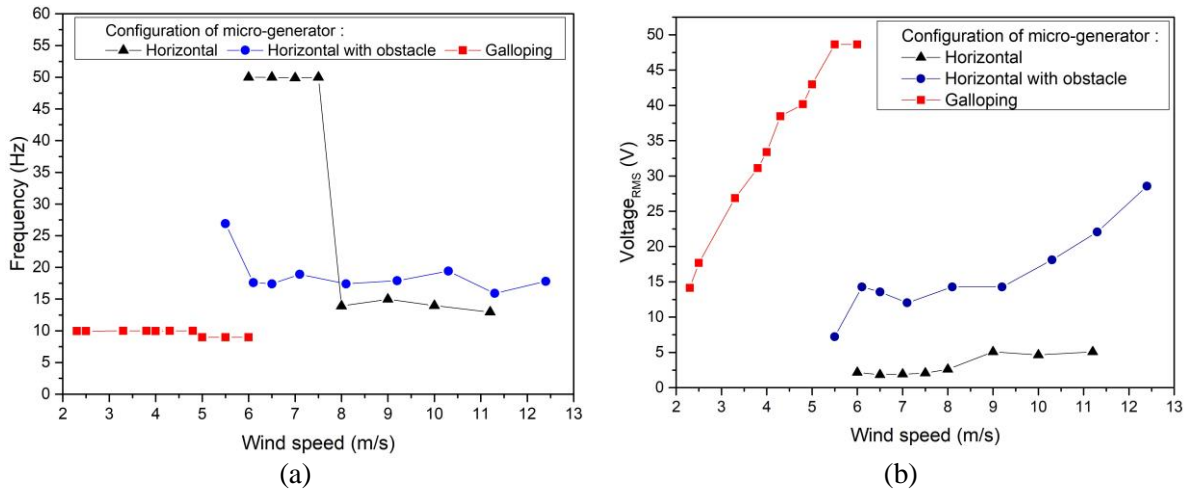 Configuration of micro-generator :
Horizontal Horizontal with obstacle Galloping
60
55
50
45
40
35
30
25
20
15
10
5
0
Frequency (Hz)
2 3 4 5 6 7 8 9 10 11 12 13
Wind speed (m/s)
(a)
Configuration of micro-generator :
Horizontal
Horizontal with obstacle
Galloping
50
45
40
35
30
25
20
15
10
5
0
Voltage RMS (V)
2 3 4 5 6 7 8 9 10 11 12 13
Wind speed (m/s)
(b)